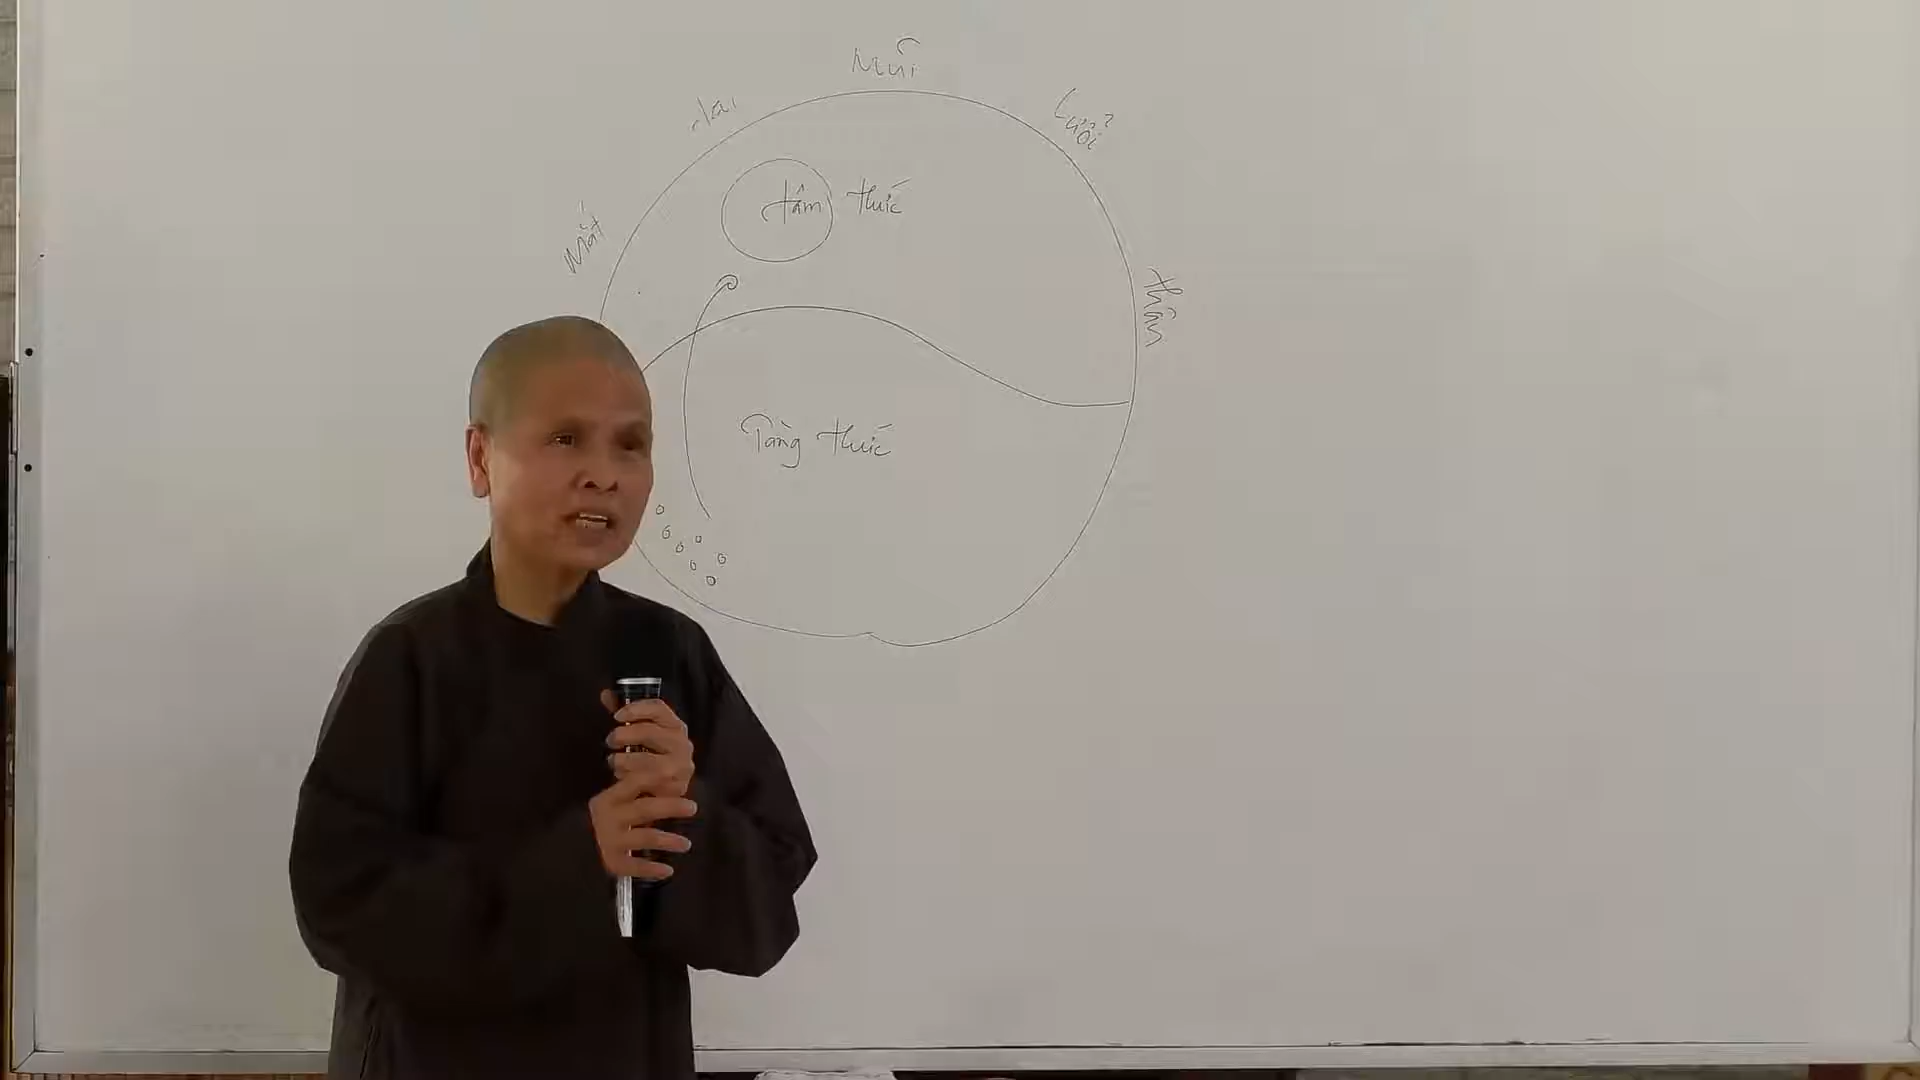 Mũi
Tai
Lưỡi
Mắt
tâm thức
thân
Tàng thức